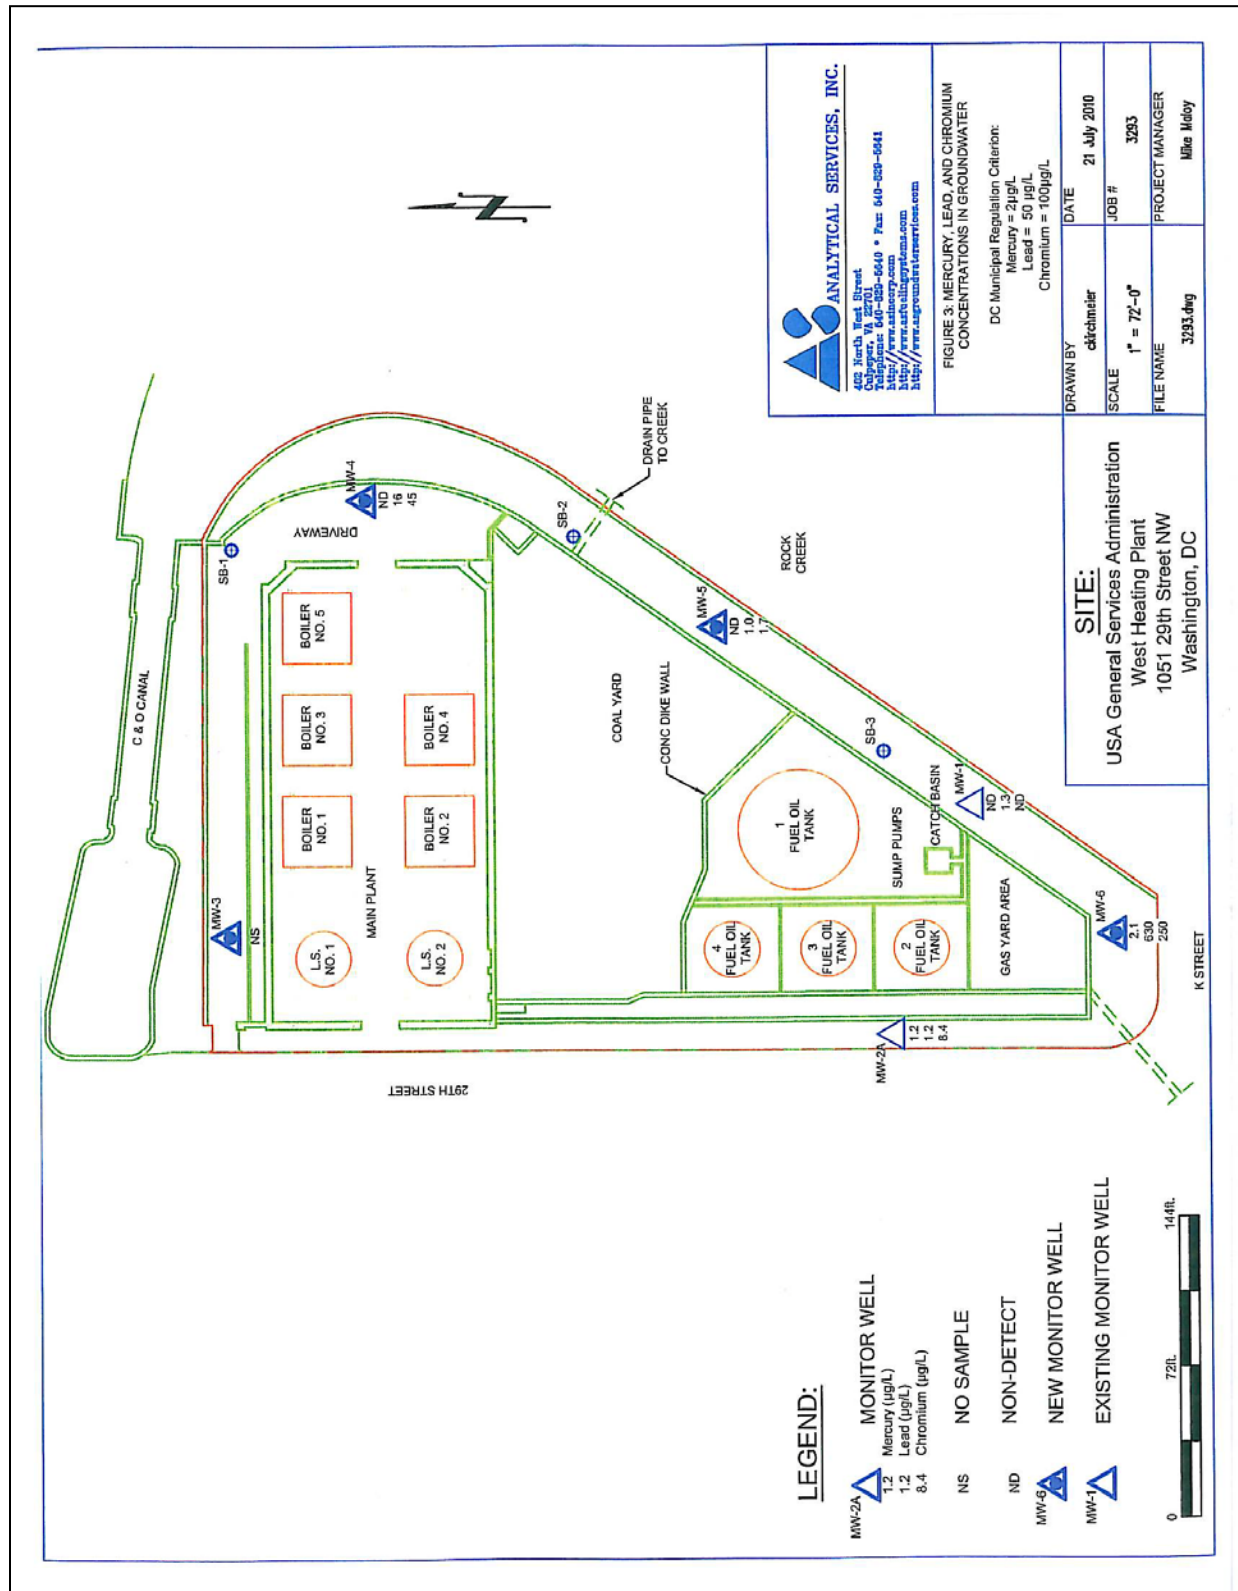 C & O CANAL
MW-3
NS
SB-1
DRIVEWAY
MW-4
ND
16
45
MAIN PLANT
L.S.
NO. 1
L.S.
NO. 2
BOILER
NO. 1
BOILER
NO. 3
BOILER
NO. 5
BOILER
NO. 2
BOILER
NO. 4
29TH STREET
COAL YARD
SB-2
DRAIN PIPE
TO CREEK
CONC DIKE WALL
MW-5
ND
1.0
1.7
ROCK
CREEK
4
FUEL OIL
TANK
3
FUEL OIL
TANK
2
FUEL OIL
TANK
1
FUEL OIL
TANK
SB-3
SUMP PUMPS
CATCH BASIN
MW-1
ND
1.3
ND
MW-2A
1.2
1.2
8.4
GAS YARD AREA
MW-6
2.1
630
250
K STREET
LEGEND:
MW-2A
MONITOR WELL
1.2 Mercury (µg/L)
1.2 Lead (µg/L)
8.4 Chromium (µg/L)
NS NO SAMPLE
ND NON-DETECT
MW-6 NEW MONITOR WELL
MW-1 EXISTING MONITOR WELL
0 72ft. 144ft.
ANALYTICAL SERVICES, INC.
402 North West Street
Culpeper, VA 22701
Telephone: 540-829-5640 * Fax: 540-829-5641
http://www.asincorp.com
http://www.asfuelingsystems.com
http://www.asgroundwaterservices.com
FIGURE 3: MERCURY, LEAD, AND CHROMIUM
CONCENTRATIONS IN GROUNDWATER
DC Municipal Regulation Criterion:
Mercury = 2µg/L
Lead = 50 µg/L
Chromium = 100µg/L
SITE:
USA General Services Administration
West Heating Plant
1051 29th Street NW
Washington, DC
DRAWN BY
ckirchmeier
DATE
21 July 2010
SCALE
1" = 72'-0"
JOB #
3293
FILE NAME
3293.dwg
PROJECT MANAGER
Mike Maloy